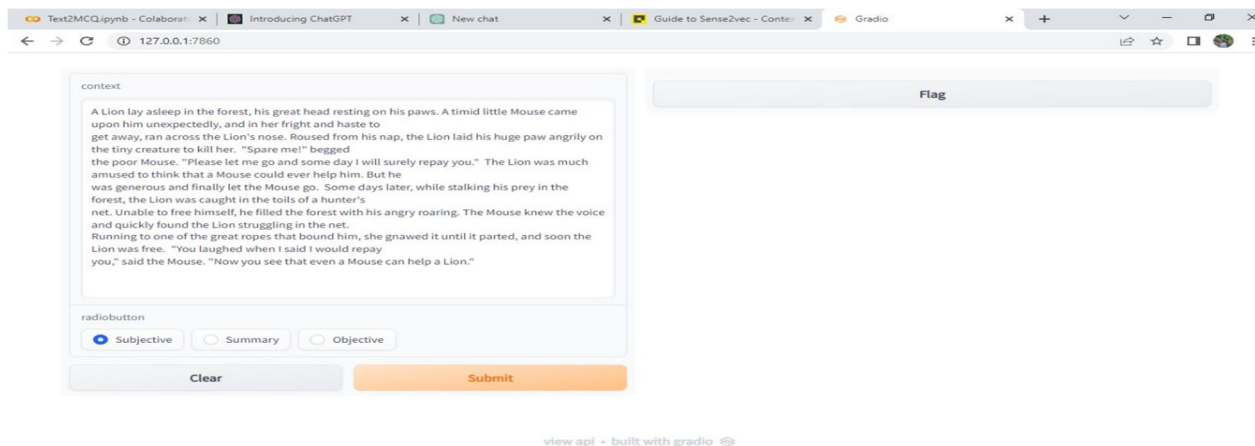 Text2MCQ.ipynb - Colaborat
Introducing ChatGPT
New chat
Guide to Sense2vec - Contex
Gradio
127.0.0.1:7860
context
A Lion lay asleep in the forest, his great head resting on his paws. A timid little Mouse came
upon him unexpectedly, and in her fright and haste to
get away, ran across the Lion's nose. Roused from his nap, the Lion laid his huge paw angrily on
the tiny creature to kill her. "Spare me!" begged
the poor Mouse. "Please let me go and some day I will surely repay you." The Lion was much
amused to think that a Mouse could ever help him. But he
was generous and finally let the Mouse go. Some days later, while stalking his prey in the
forest, the Lion was caught in the toils of a hunter's
net. Unable to free himself, he filled the forest with his angry roaring. The Mouse knew the voice
and quickly found the Lion struggling in the net.
Running to one of the great ropes that bound him, she gnawed it until it parted, and soon the
Lion was free. "You laughed when I said I would repay
you," said the Mouse. "Now you see that even a Mouse can help a Lion."
radiobutton
Subjective Summary Objective
Clear Submit
Flag
view api • built with gradio